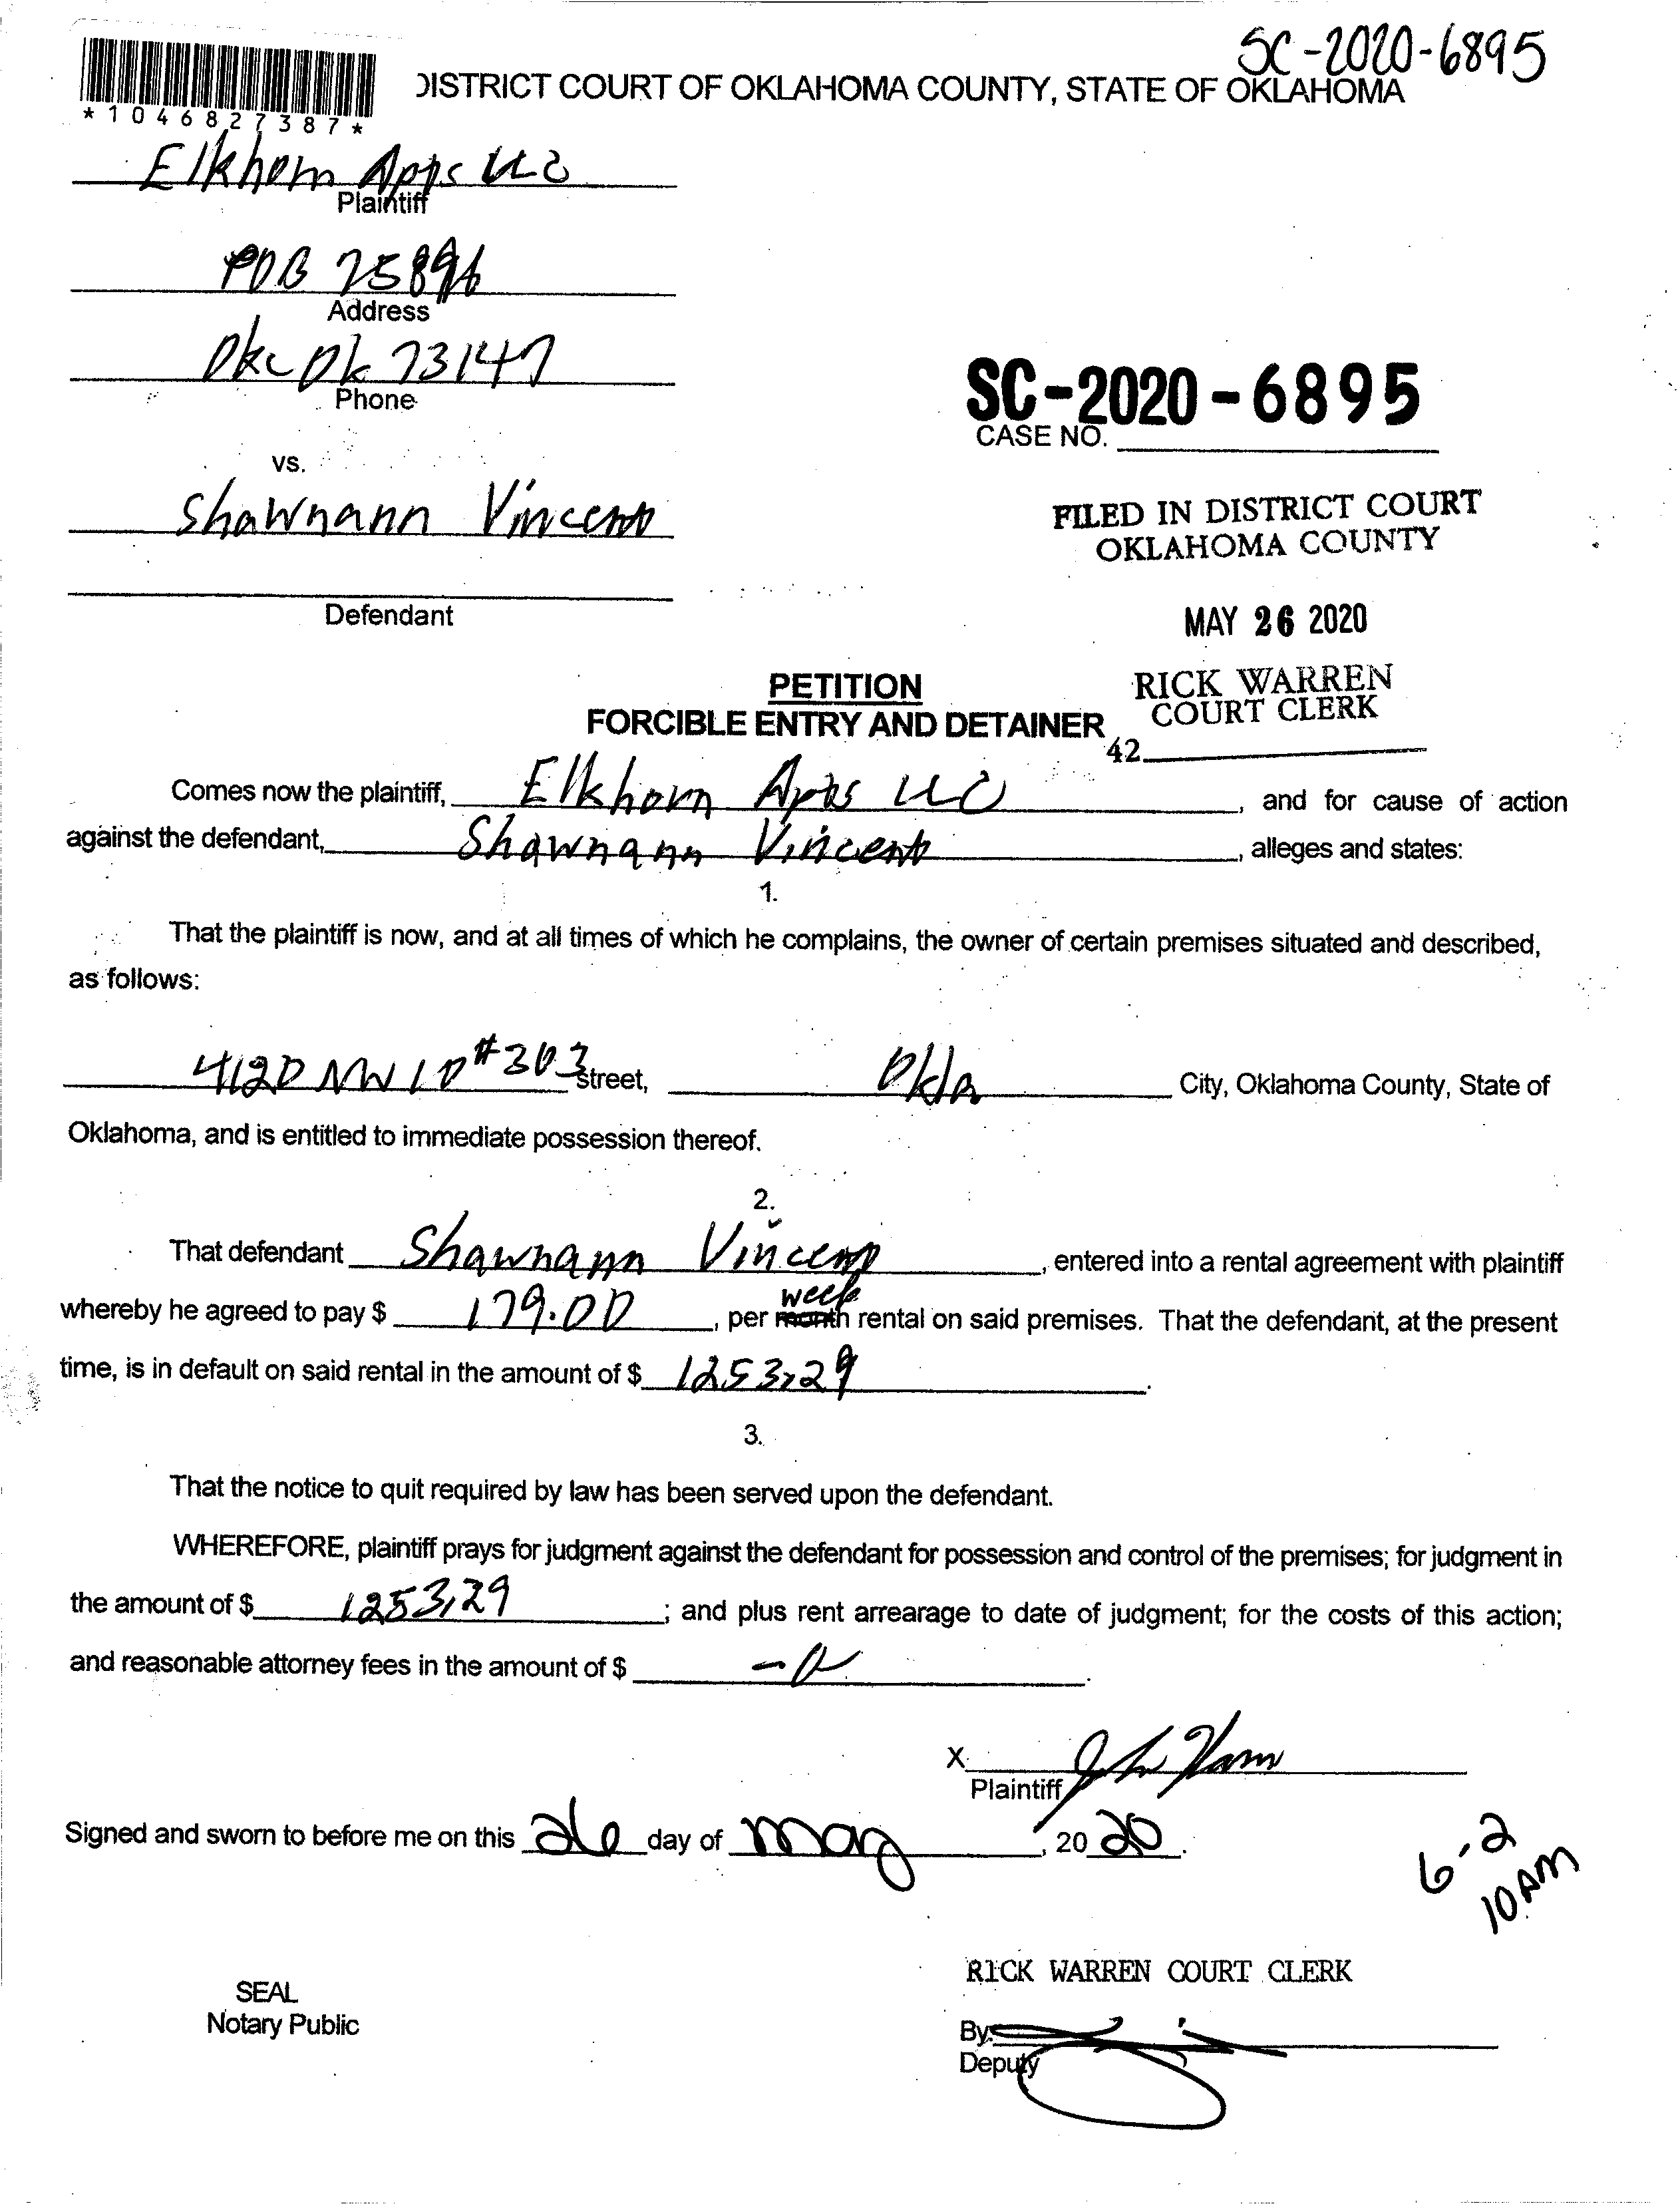 SC-2020-6895
DISTRICT COURT OF OKLAHOMA COUNTY, STATE OF OKLAHOMA
*1046827387*
Elkhorn Apts LLC
Plaintiff
POB 75896
Address
Okc Ok 73147
Phone
SC-2020-6895
CASE NO.
vs.
Shawnann Vincent
FILED IN DISTRICT COURT
OKLAHOMA COUNTY
Defendant
MAY 26 2020
PETITION
RICK WARREN
FORCIBLE ENTRY AND DETAINER
COURT CLERK
42
Comes now the plaintiff, Elkhorn Apts LLC, and for cause of action
against the defendant, Shawnann Vincent, alleges and states:
1.
That the plaintiff is now, and at all times of which he complains, the owner of certain premises situated and described,
as follows:
4120 NW 10 #303 Street, Okla City, Oklahoma County, State of
Oklahoma, and is entitled to immediate possession thereof.
2.
That defendant Shawnann Vincent, entered into a rental agreement with plaintiff
week
whereby he agreed to pay $ 179.00, per month rental on said premises. That the defendant, at the present
time, is in default on said rental in the amount of $ 1253,29.
3.
That the notice to quit required by law has been served upon the defendant.
WHEREFORE, plaintiff prays for judgment against the defendant for possession and control of the premises; for judgment in
the amount of $ 1253,29; and plus rent arrearage to date of judgment; for the costs of this action;
and reasonable attorney fees in the amount of $ .
X
Plaintiff
Signed and sworn to before me on this 26 day of May, 2020.
6-2
10AM
RICK WARREN COURT CLERK
SEAL
Notary Public
By:
Deputy